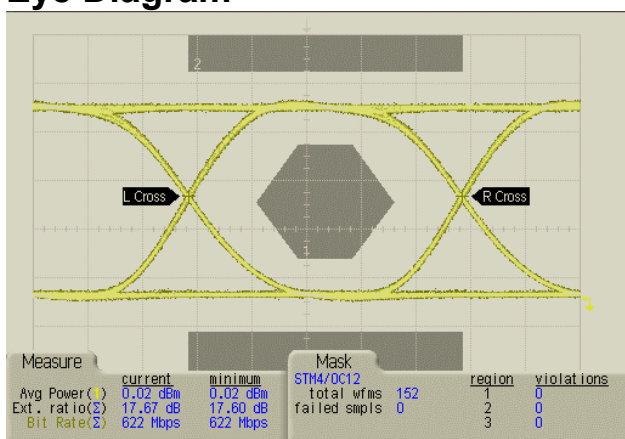 Eye Diagram
2
L Cross
R Cross
1
Measure
current minimum
Avg Power(1) 0.02 dBm 0.02 dBm
Ext. ratio(Σ) 17.67 dB 17.60 dB
Bit Rate(Σ) 622 Mbps 622 Mbps
Mask
STM4/OC12
total wfms 152
failed smpls 0
region violations
1 0
2 0
3 0